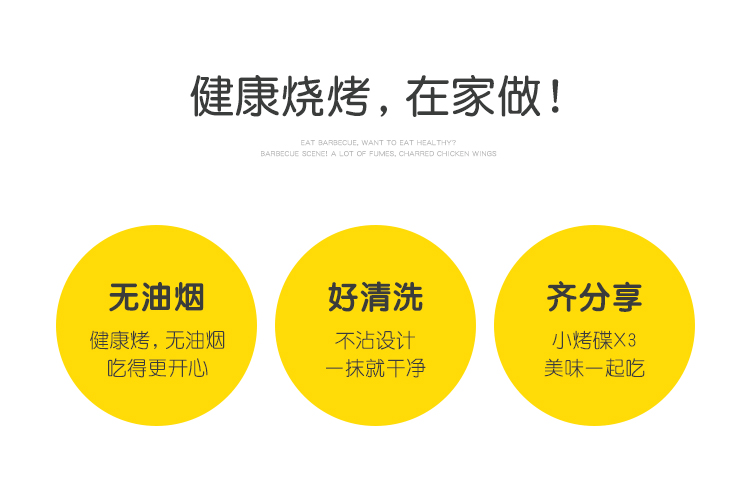 健康烧烤，在家做！
EAT BARBECUE, WANT TO EAT HEALTHY?
BARBECUE SCENE! A LOT OF FUMES, CHARRED CHICKEN WINGS
无油烟
健康烤，无油烟
吃得更开心
好清洗
不沾设计
一抹就干净
齐分享
小烤碟X3
美味一起吃